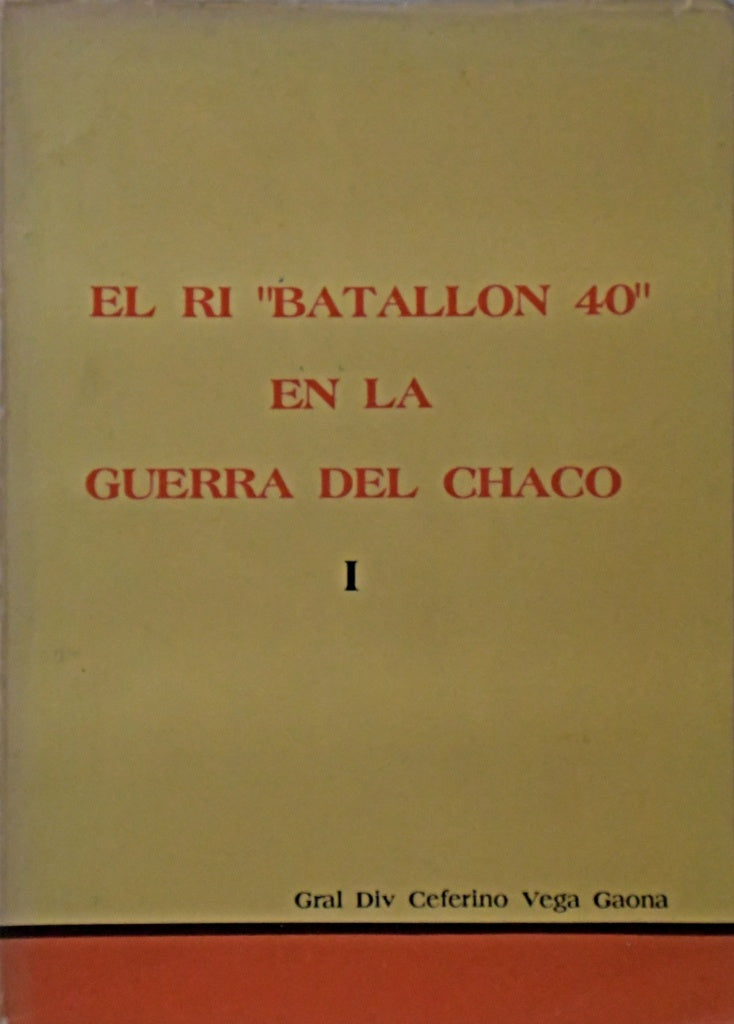 EL RI "BATALLON 40"
EN LA
GUERRA DEL CHACO
I
Gral Div Ceferino Vega Gaona